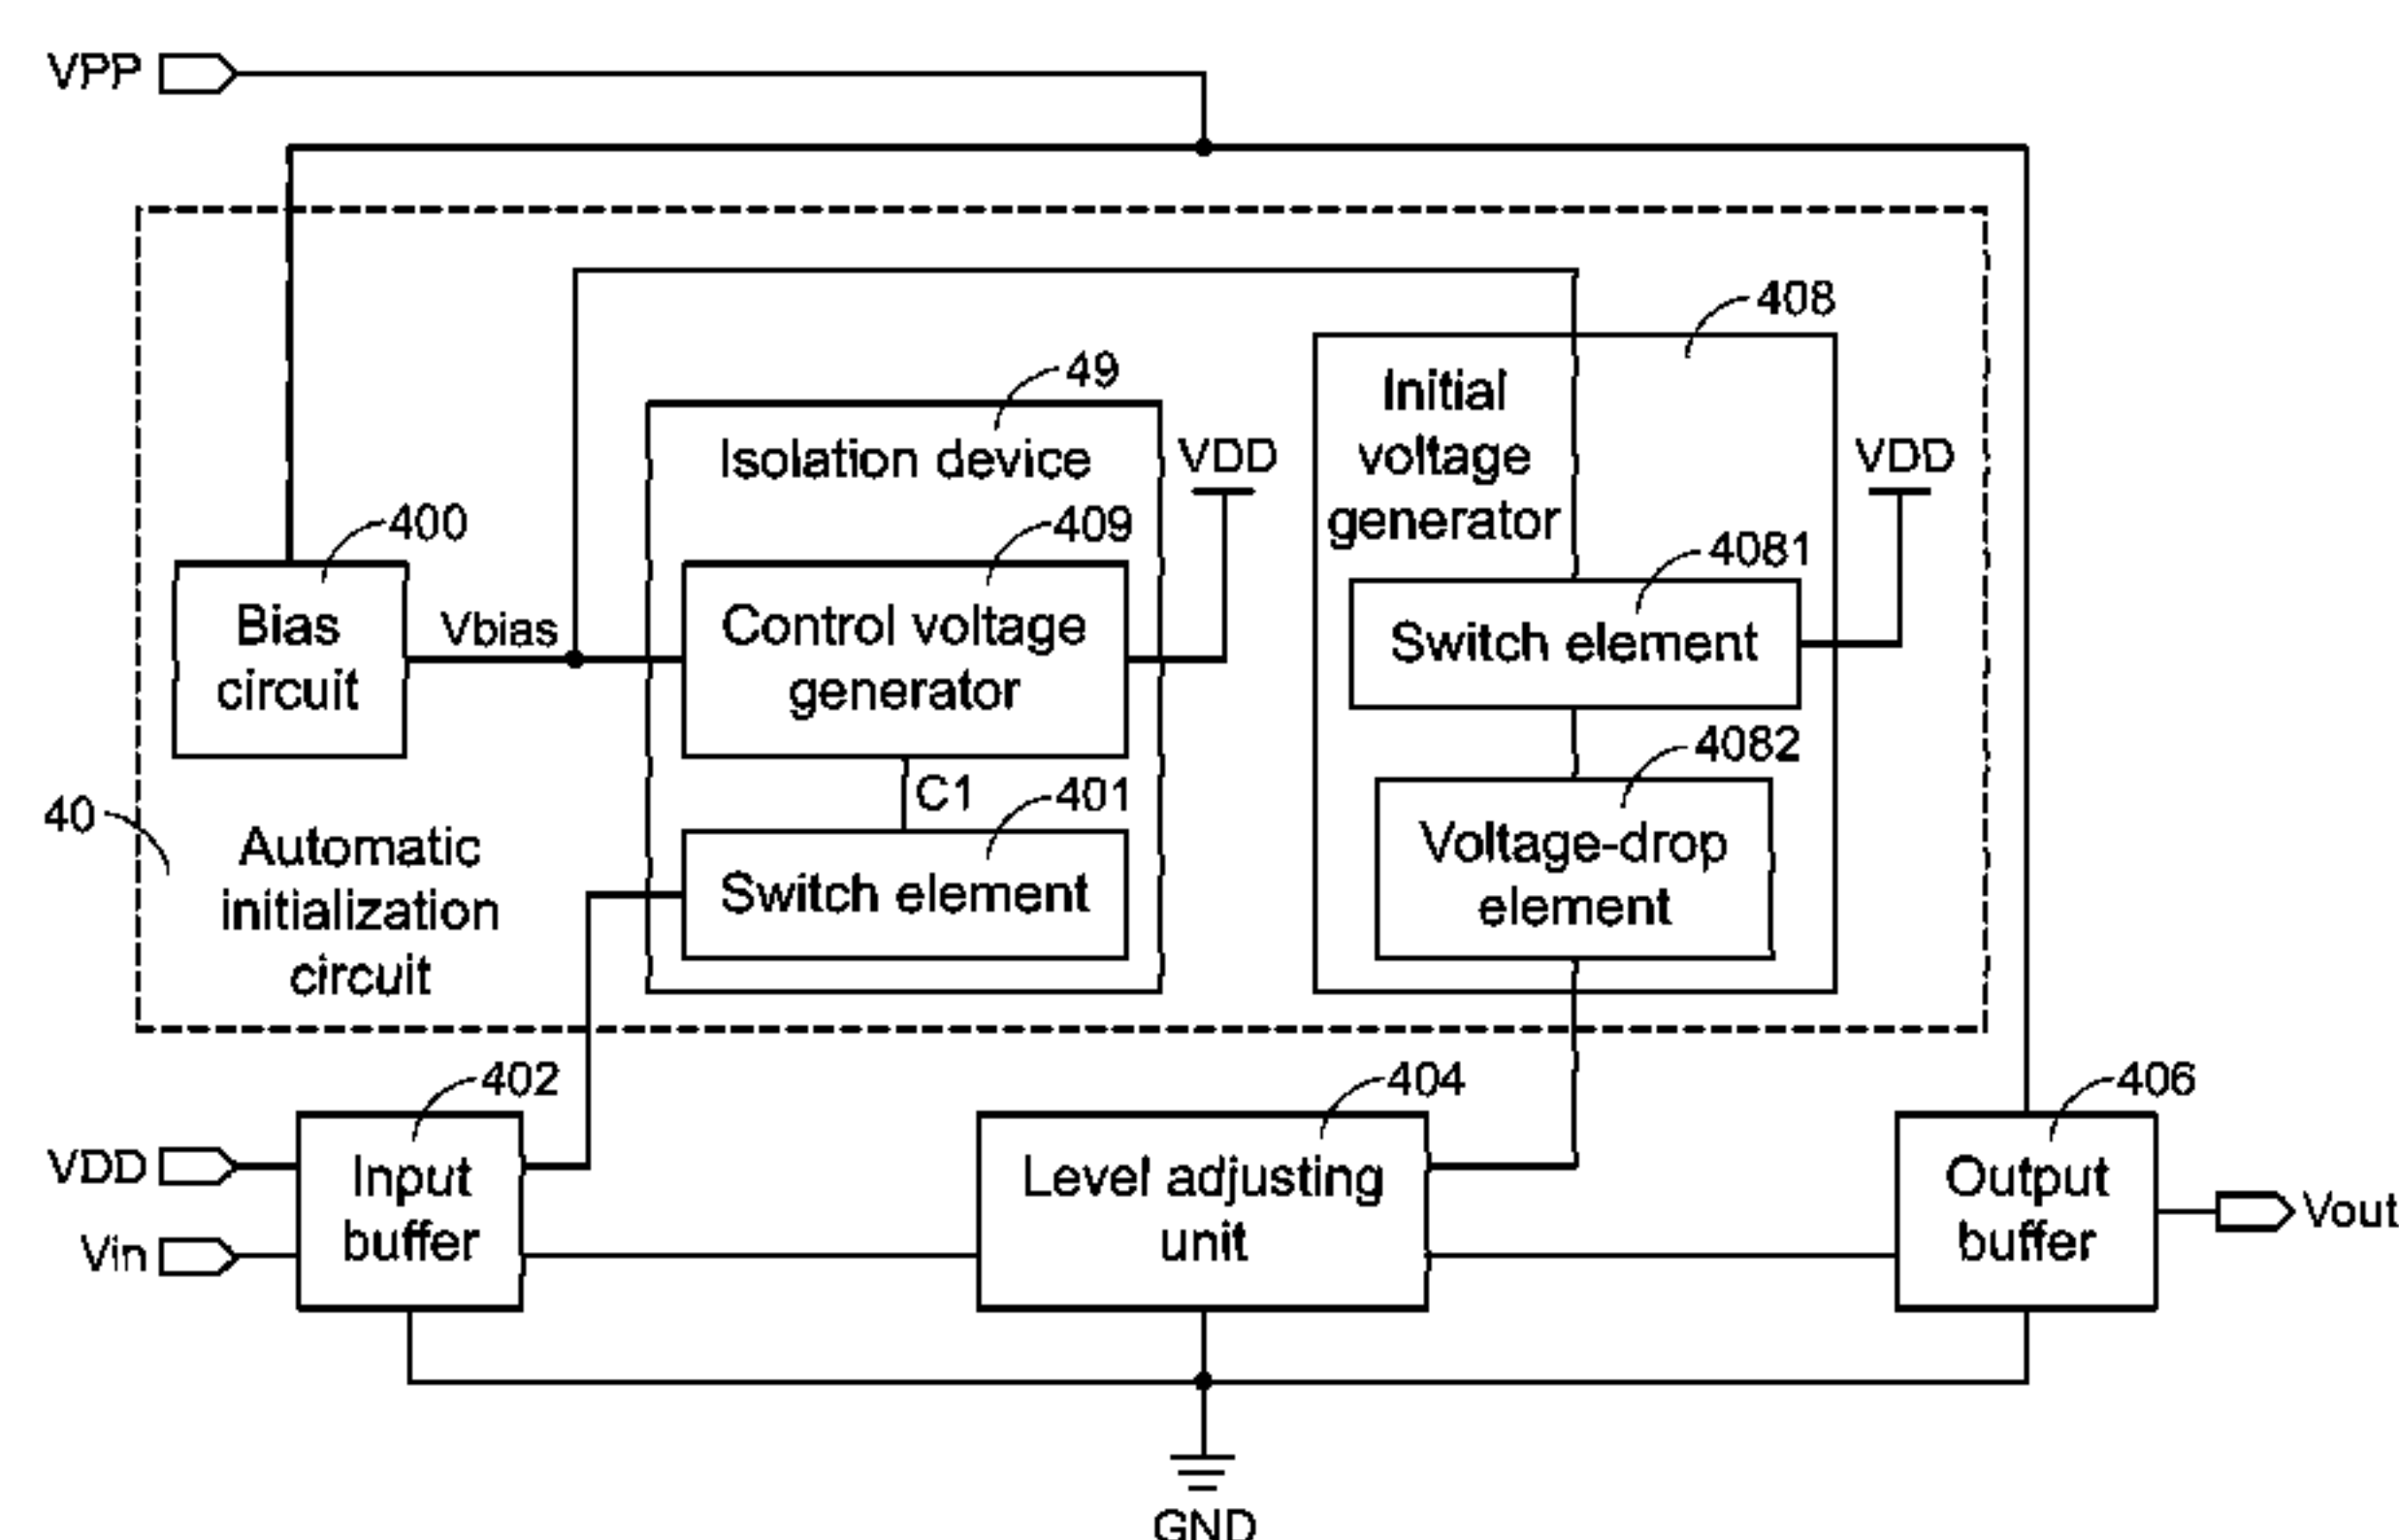 VPP
408
Initial
voltage
generator
49
Isolation device
VDD
VDD
400
409
4081
Bias
circuit
Vbias
Control voltage
generator
Switch element
4082
C1
401
40
Automatic
initialization
circuit
Switch element
Voltage-drop
element
402
404
406
VDD
Vin
Input
buffer
Level adjusting
unit
Output
buffer
Vout
GND